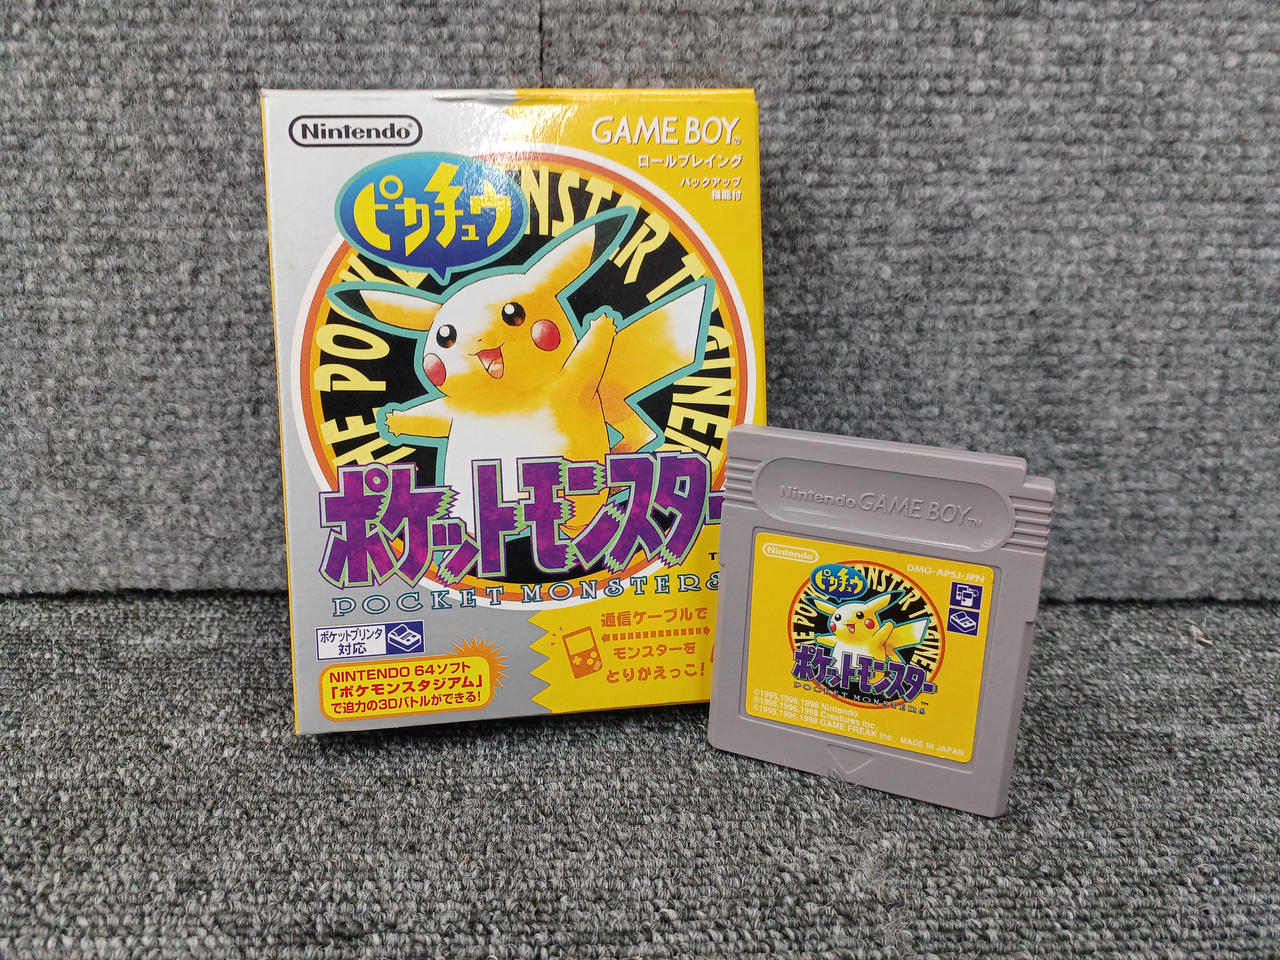 Nintendo®
GAME BOY
ロールプレイング
バックアップ
機能付
ピカチュウ
THE POCKET MONSTAR TRAINER
ポケットモンスター
TM
POCKET MONSTERS
ポケットプリンタ
対応
通信ケーブルで
モンスターを
とりかえっこ!
NINTENDO 64ソフト
「ポケモンスタジアム」
で迫力の3Dバトルができる!
Nintendo GAME BOY TM
Nintendo
DMG-APSJ-JPN
ピカチュウ
ポケットモンスター
TM
POCKET MONSTERS
©1995,1996,1998 Nintendo
©1995,1996,1998 Creatures inc.
©1995,1996,1998 GAME FREAK inc. MADE IN JAPAN